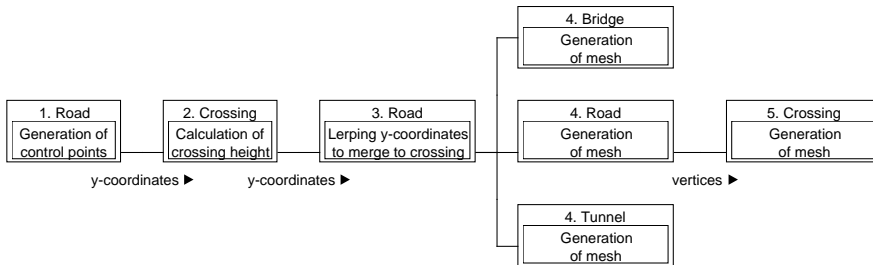 4. Bridge
Generation
of mesh
1. Road
Generation of
control points
2. Crossing
Calculation of
crossing height
3. Road
Lerping y-coordinates
to merge to crossing
4. Road
Generation
of mesh
5. Crossing
Generation
of mesh
y-coordinates ►
y-coordinates ►
vertices ►
4. Tunnel
Generation
of mesh